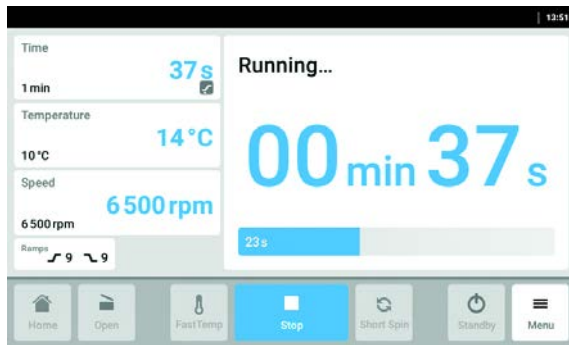 13:51
Time
37 s
1 min
Temperature
14 °C
10 °C
Speed
6 500 rpm
6 500 rpm
Ramps 9 9
Running...
00 min 37 s
23 s
Home
Open
FastTemp
Stop
Short Spin
Standby
Menu